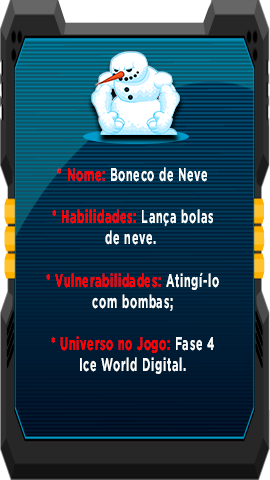 * Nome: Boneco de Neve
* Habilidades: Lança bolas
de neve.
* Vulnerabilidades: Atingí-lo
com bombas;
* Universo no Jogo: Fase 4
Ice World Digital.